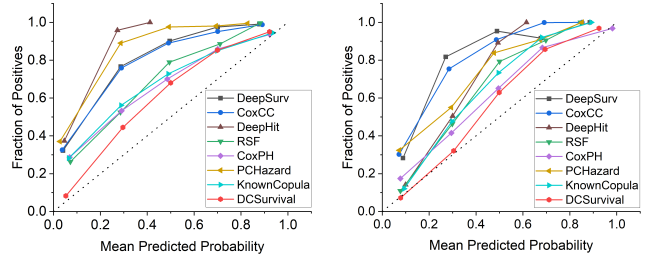 Fraction of Positives
1.0
0.8
0.6
0.4
0.2
0.0
DeepSurv
CoxCC
DeepHit
RSF
CoxPH
PCHazard
KnownCopula
DCSurvival
0.0 0.2 0.4 0.6 0.8 1.0
Mean Predicted Probability
Fraction of Positives
1.0
0.8
0.6
0.4
0.2
0.0
DeepSurv
CoxCC
DeepHit
RSF
CoxPH
PCHazard
KnownCopula
DCSurvival
0.0 0.2 0.4 0.6 0.8 1.0
Mean Predicted Probability